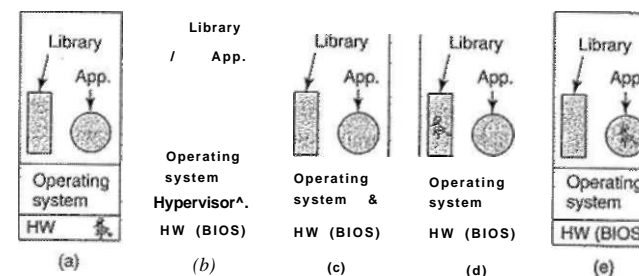 Library
App.
Operating
system
HW
(a)
Library
/ App.
Operating
system
Hypervisor^.
HW (BIOS)
(b)
Library
App.
Operating
system &
HW (BIOS)
(c)
Library
App.
Operating
system
HW (BIOS)
(d)
Library
App.
Operating
system
HW (BIOS
(e)